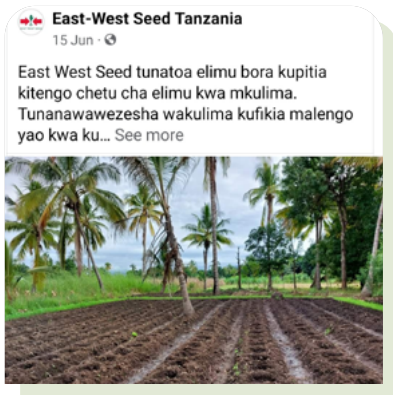 East-West Seed Tanzania
15 Jun ·
East West Seed tunatoa elimu bora kupitia
kitengo chetu cha elimu kwa mkulima.
Tunanawawezesha wakulima kufikia malengo
yao kwa ku... See more